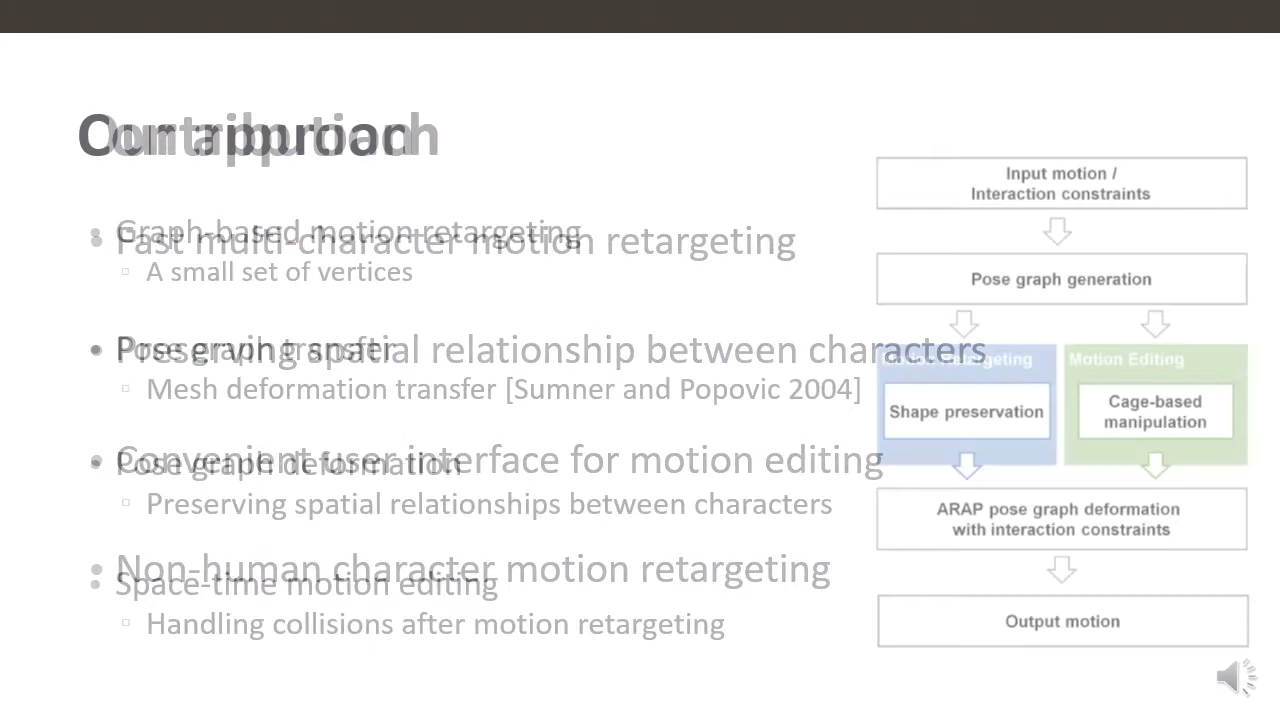 Our approach
Contribution
• Graph-based motion retargeting
• Fast multi-character motion retargeting
▫ A small set of vertices
• Pose graph transfer
• Preserving spatial relationship between characters
▫ Mesh deformation transfer [Sumner and Popovic 2004]
• Convenient user interface for motion editing
• Pose graph deformation
▫ Preserving spatial relationships between characters
• Non-human character motion retargeting
• Space-time motion editing
▫ Handling collisions after motion retargeting
Input motion /
Interaction constraints
Pose graph generation
Motion Retargeting
Shape preservation
Motion Editing
Cage-based
manipulation
ARAP pose graph deformation
with interaction constraints
Output motion